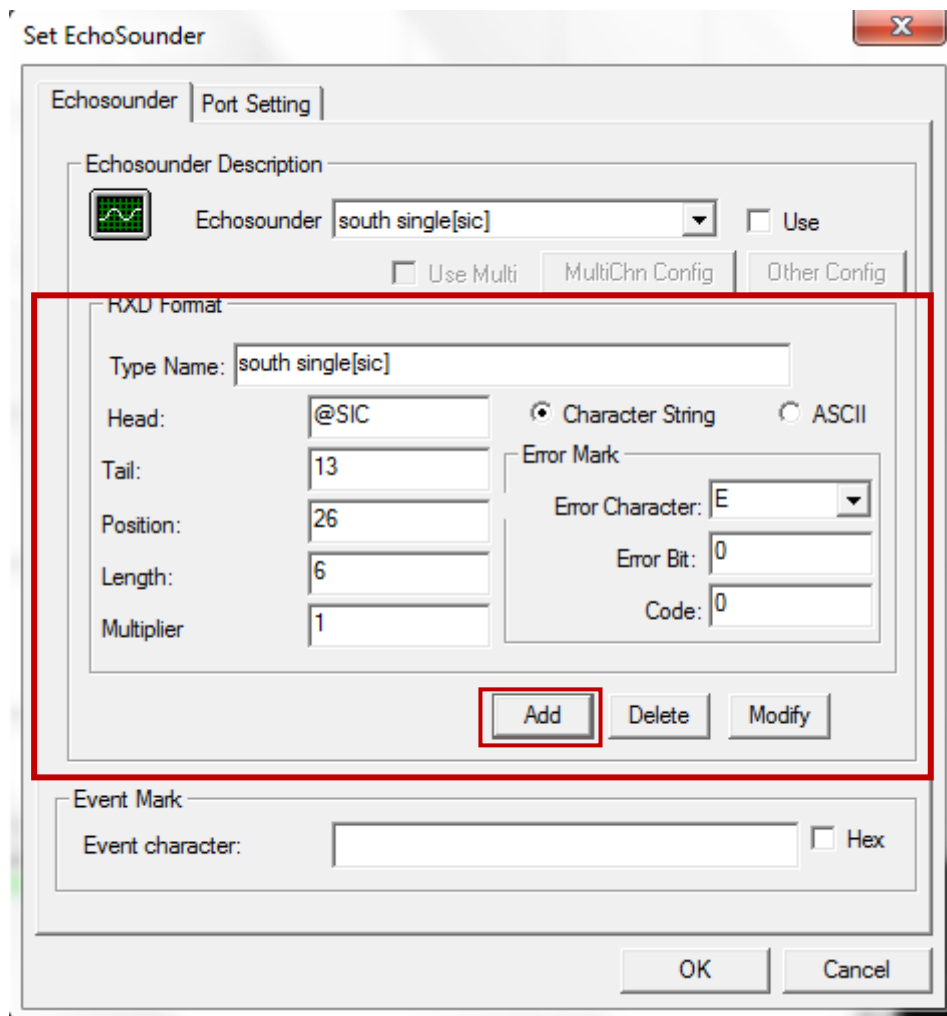 Set EchoSounder
Echosounder Port Setting
Echosounder Description
Echosounder south single[sic] Use
Use Multi MultiChn Config Other Config
RXD Format
Type Name: south single[sic]
Head: @SIC Character String ASCII
Error Mark
Tail: 13
Error Character: E
Position: 26
Error Bit: 0
Length: 6
Code: 0
Multiplier 1
Add Delete Modify
Event Mark
Event character: Hex
OK Cancel